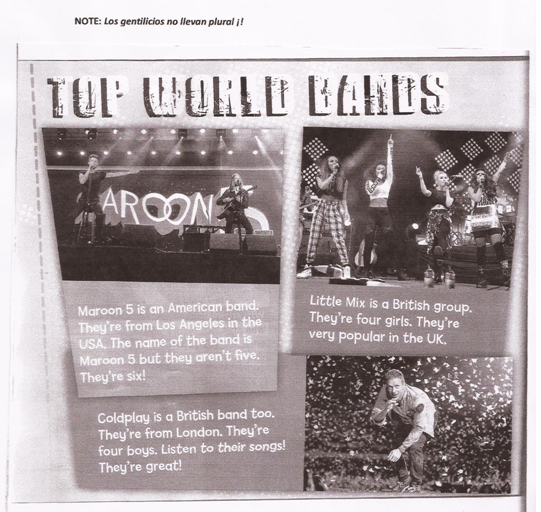 NOTE: Los gentilicios no llevan plural ¡!
TOP WORLD BANDS
MAROON 5
Maroon 5 is an American band.
They're from Los Angeles in the
USA. The name of the band is
Maroon 5 but they aren't five.
They're six!
Little Mix is a British group.
They're four girls. They're
very popular in the UK.
Coldplay is a British band too.
They're from London. They're
four boys. Listen to their songs!
They're great!